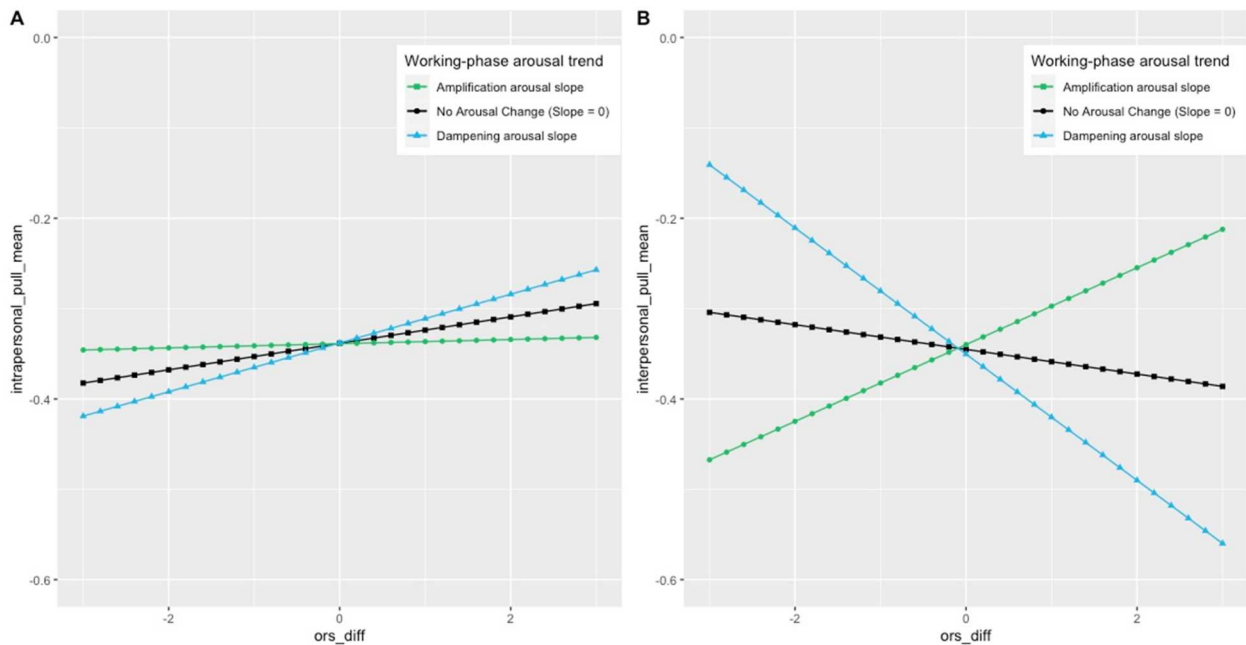 A
0.0
-0.2
-0.4
-0.6
intrapersonal_pull_mean
Working-phase arousal trend
Amplification arousal slope
No Arousal Change (Slope = 0)
Dampening arousal slope
-2
0
2
ors_diff
B
0.0
-0.2
-0.4
-0.6
interpersonal_pull_mean
Working-phase arousal trend
Amplification arousal slope
No Arousal Change (Slope = 0)
Dampening arousal slope
-2
0
2
ors_diff